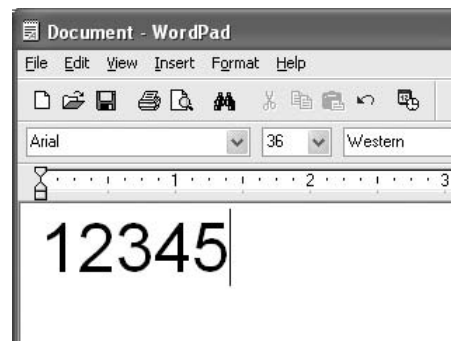 Document - WordPad
File Edit View Insert Format Help
Arial 36 Western
1 2 3
12345